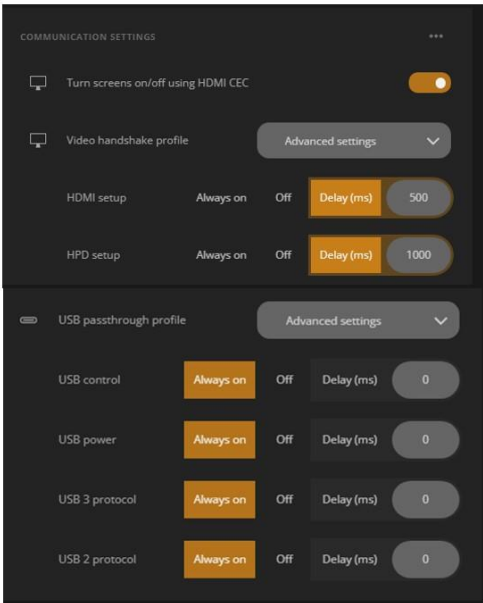 COMMUNICATION SETTINGS
Turn screens on/off using HDMI CEC
Video handshake profile Advanced settings
HDMI setup Always on Off Delay (ms) 500
HPD setup Always on Off Delay (ms) 1000
USB passthrough profile Advanced settings
USB control Always on Off Delay (ms) 0
USB power Always on Off Delay (ms) 0
USB 3 protocol Always on Off Delay (ms) 0
USB 2 protocol Always on Off Delay (ms) 0